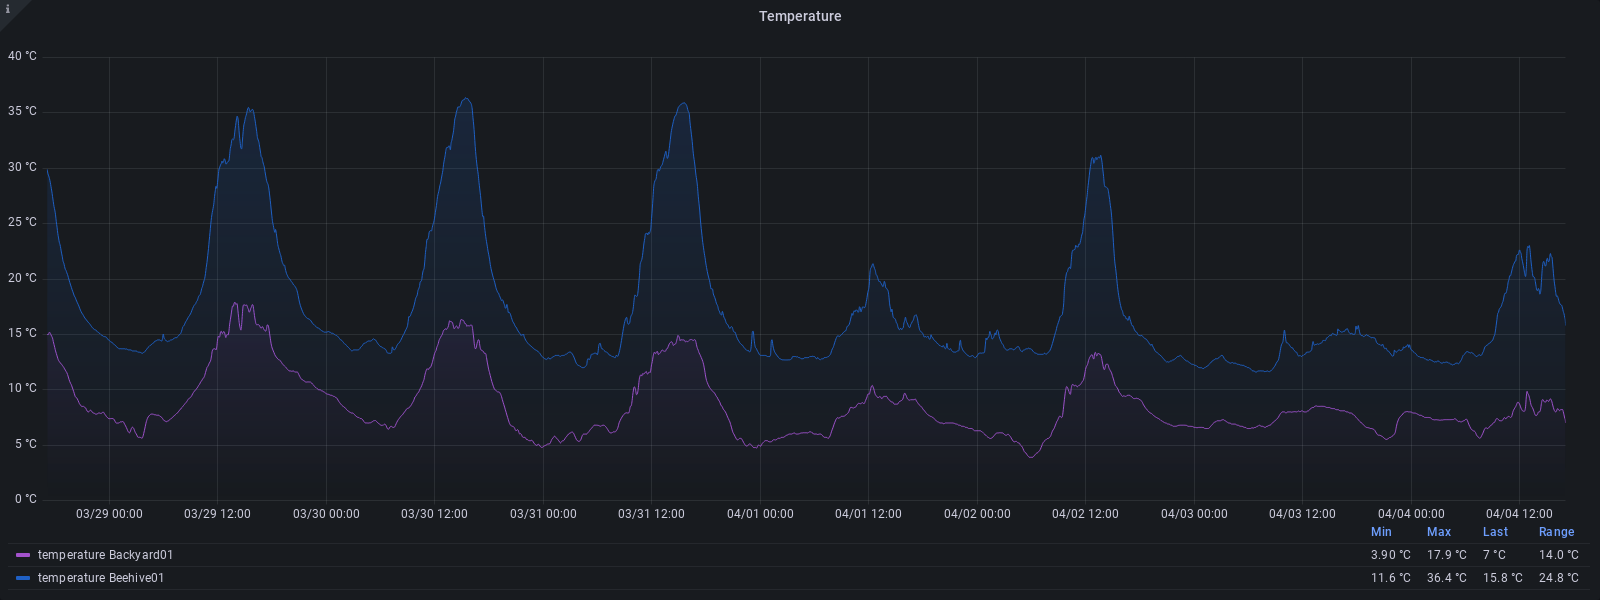 i
Temperature
40 °C
35 °C
30 °C
25 °C
20 °C
15 °C
10 °C
5 °C
0 °C
03/29 00:00 03/29 12:00 03/30 00:00 03/30 12:00 03/31 00:00 03/31 12:00 04/01 00:00 04/01 12:00 04/02 00:00 04/02 12:00 04/03 00:00 04/03 12:00 04/04 00:00 04/04 12:00
Min Max Last Range
temperature Backyard01 3.90 °C 17.9 °C 7 °C 14.0 °C
temperature Beehive01 11.6 °C 36.4 °C 15.8 °C 24.8 °C